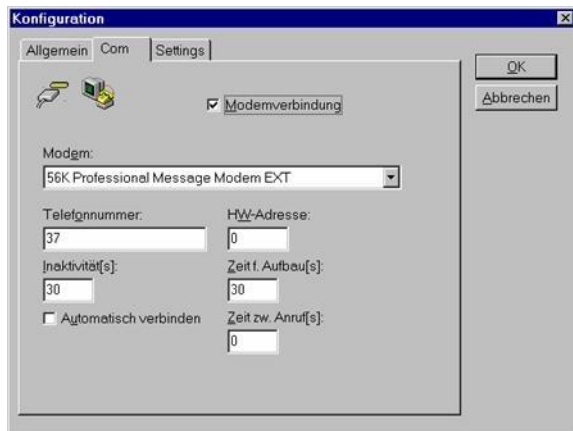 Konfiguration
Allgemein Com Settings
OK
Abbrechen
Modemverbindung
Modem:
56K Professional Message Modem EXT
Telefonnummer: HW-Adresse:
37 0
Inaktivität[s]: Zeit f. Aufbau[s]:
30 30
Automatisch verbinden Zeit zw. Anruf[s]:
0